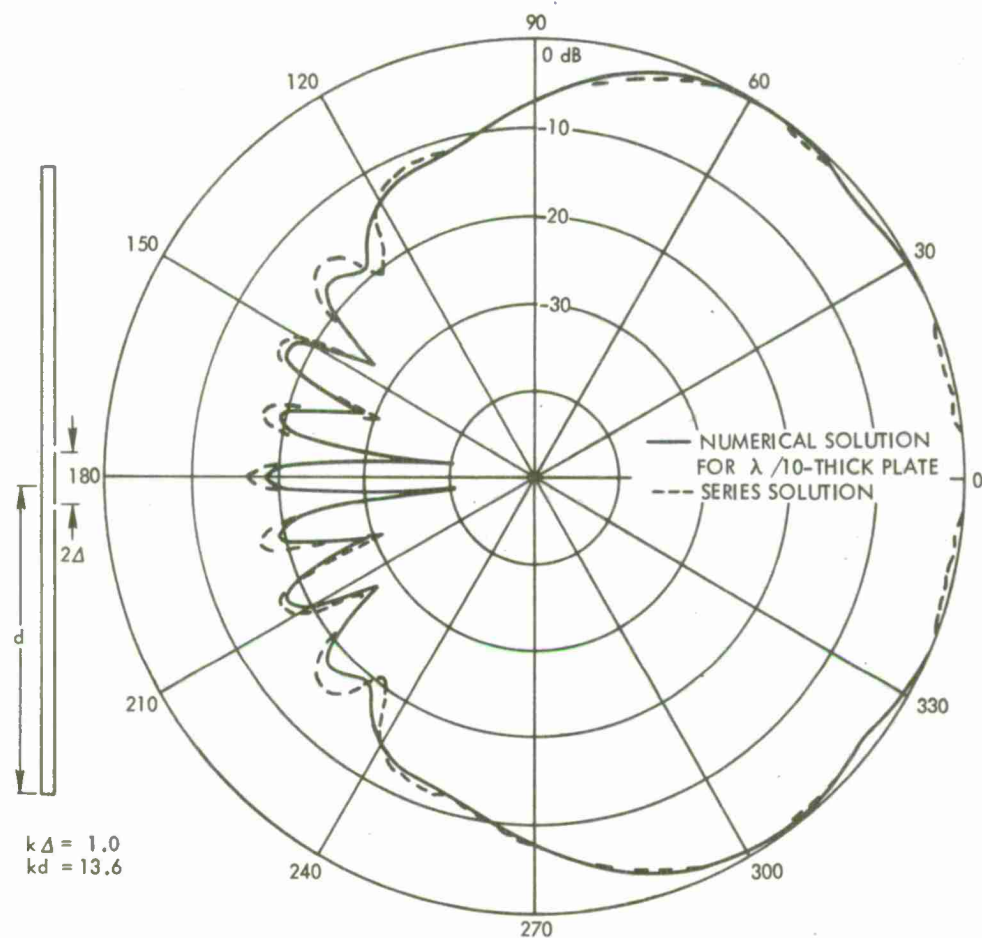 90
0 dB
120
60
-10
-20
150
30
-30
NUMERICAL SOLUTION
FOR λ/10-THICK PLATE
180
0
SERIES SOLUTION
2Δ
d
210
330
kΔ = 1.0
kd = 13.6
240
300
270